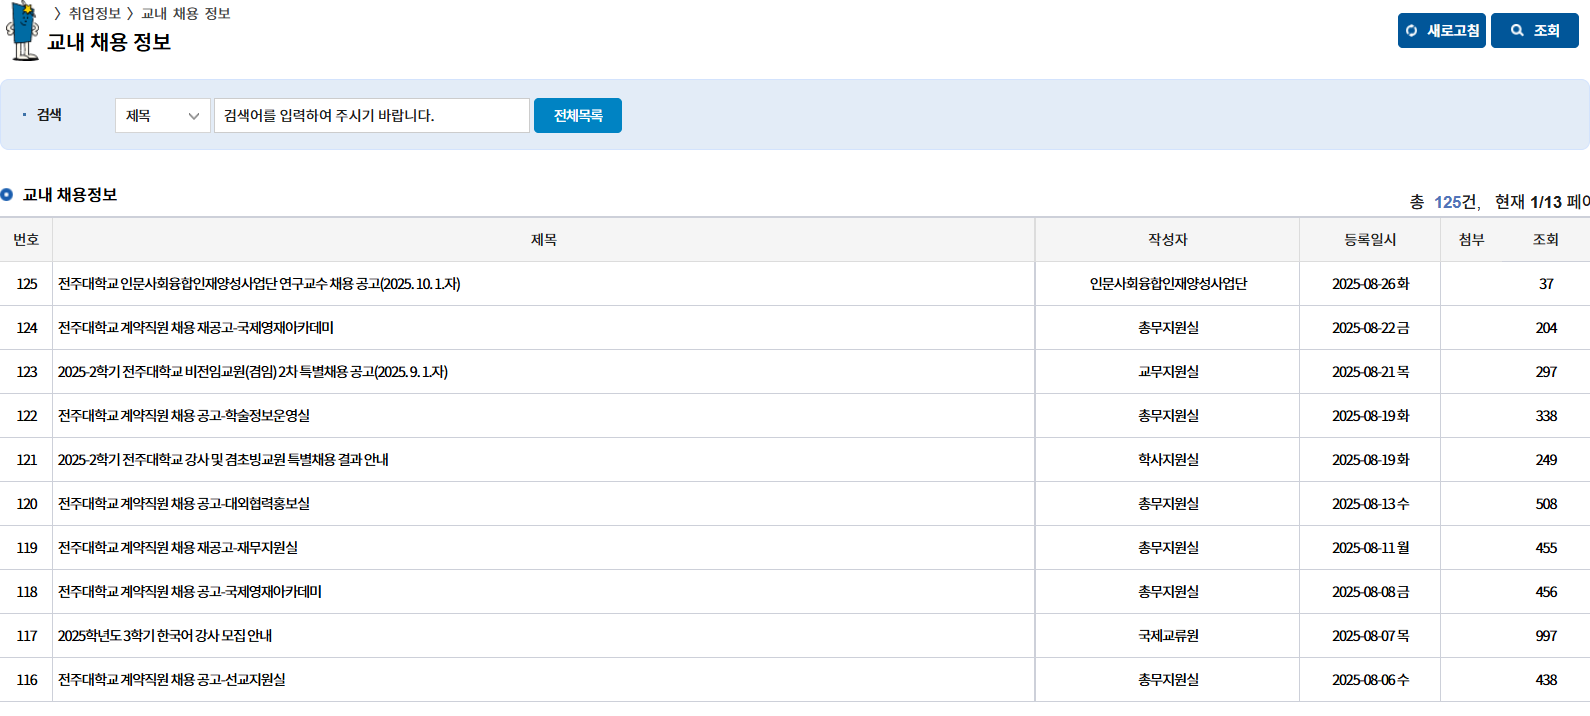 〉 취업정보 〉 교내 채용 정보
교내 채용 정보
새로고침 조회
· 검색 제목 검색어를 입력하여 주시기 바랍니다. 전체목록
교내 채용정보
총 125건, 현재 1/13 페이
번호 제목 작성자 등록일시 첨부 조회
125 전주대학교 인문사회융합인재양성사업단 연구교수 채용 공고(2025. 10. 1.자) 인문사회융합인재양성사업단 2025-08-26 화 37
124 전주대학교 계약직원 채용 재공고-국제영재아카데미 총무지원실 2025-08-22 금 204
123 2025-2학기 전주대학교 비전임교원(겸임) 2차 특별채용 공고(2025. 9. 1.자) 교무지원실 2025-08-21 목 297
122 전주대학교 계약직원 채용 공고-학술정보운영실 총무지원실 2025-08-19 화 338
121 2025-2학기 전주대학교 강사 및 겸초빙교원 특별채용 결과 안내 학사지원실 2025-08-19 화 249
120 전주대학교 계약직원 채용 공고-대외협력홍보실 총무지원실 2025-08-13 수 508
119 전주대학교 계약직원 채용 재공고-재무지원실 총무지원실 2025-08-11 월 455
118 전주대학교 계약직원 채용 공고-국제영재아카데미 총무지원실 2025-08-08 금 456
117 2025학년도 3학기 한국어 강사 모집 안내 국제교류원 2025-08-07 목 997
116 전주대학교 계약직원 채용 공고-선교지원실 총무지원실 2025-08-06 수 438